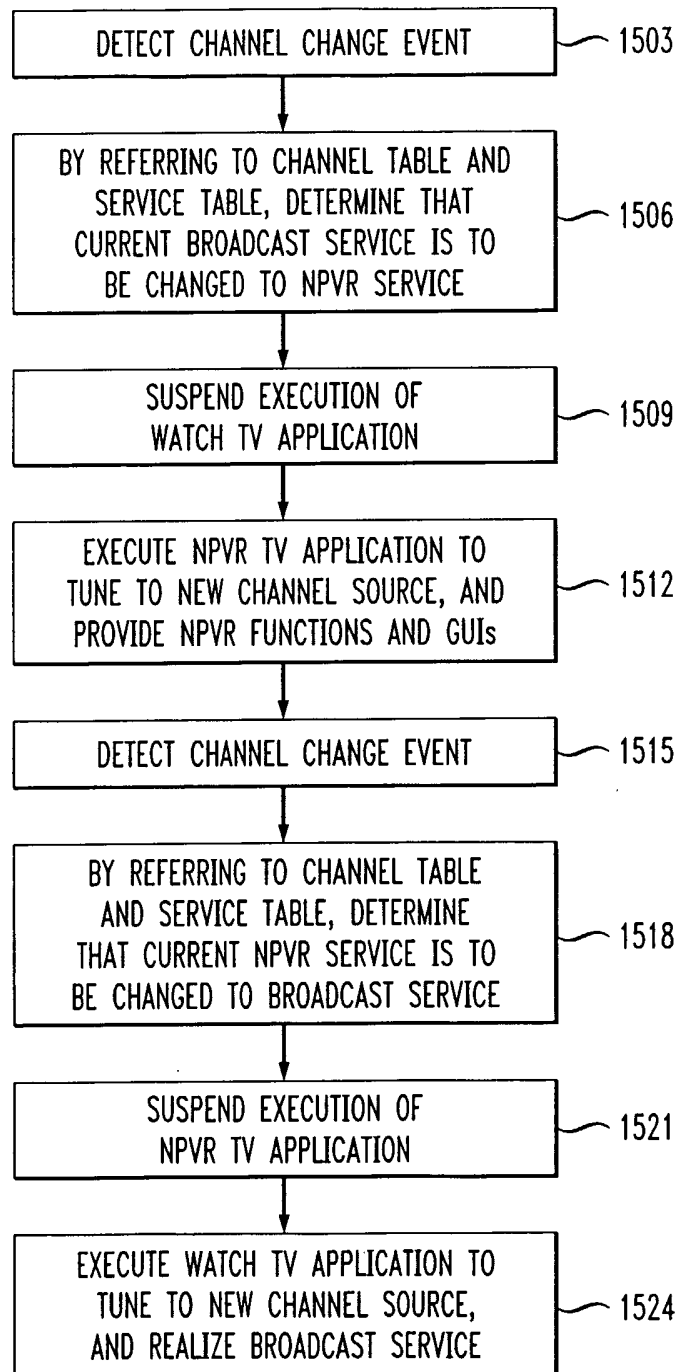 DETECT CHANNEL CHANGE EVENT
1503
BY REFERRING TO CHANNEL TABLE AND
SERVICE TABLE, DETERMINE THAT
CURRENT BROADCAST SERVICE IS TO
BE CHANGED TO NPVR SERVICE
1506
SUSPEND EXECUTION OF
WATCH TV APPLICATION
1509
EXECUTE NPVR TV APPLICATION TO
TUNE TO NEW CHANNEL SOURCE, AND
PROVIDE NPVR FUNCTIONS AND GUIs
1512
DETECT CHANNEL CHANGE EVENT
1515
BY REFERRING TO CHANNEL TABLE
AND SERVICE TABLE, DETERMINE
THAT CURRENT NPVR SERVICE IS TO
BE CHANGED TO BROADCAST SERVICE
1518
SUSPEND EXECUTION OF
NPVR TV APPLICATION
1521
EXECUTE WATCH TV APPLICATION TO
TUNE TO NEW CHANNEL SOURCE,
AND REALIZE BROADCAST SERVICE
1524